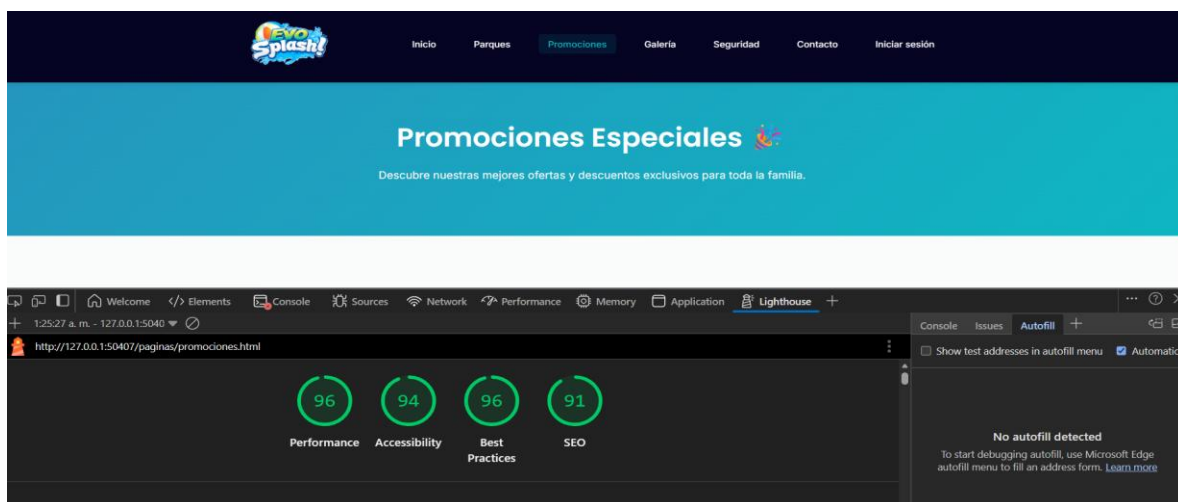 EVO
Splash!
Inicio Parques Promociones Galería Seguridad Contacto Iniciar sesión
Promociones Especiales 🎉
Descubre nuestras mejores ofertas y descuentos exclusivos para toda la familia.
Welcome </> Elements Console Sources Network Performance Memory Application Lighthouse +
+ 1:25:27 a. m. - 127.0.0.1:5040
Console Issues Autofill +
http://127.0.0.1:50407/paginas/promociones.html
Show test addresses in autofill menu Automatic
96 94 96 91
Performance Accessibility Best Practices SEO
No autofill detected
To start debugging autofill, use Microsoft Edge
autofill menu to fill an address form. Learn more